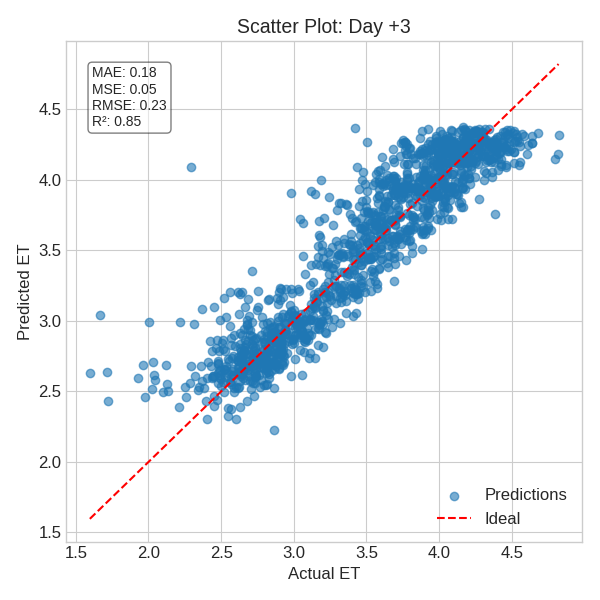 Scatter Plot: Day +3
MAE: 0.18
MSE: 0.05
RMSE: 0.23
R²: 0.85
Predicted ET
4.5
4.0
3.5
3.0
2.5
2.0
1.5
Predictions
Ideal
1.5 2.0 2.5 3.0 3.5 4.0 4.5
Actual ET